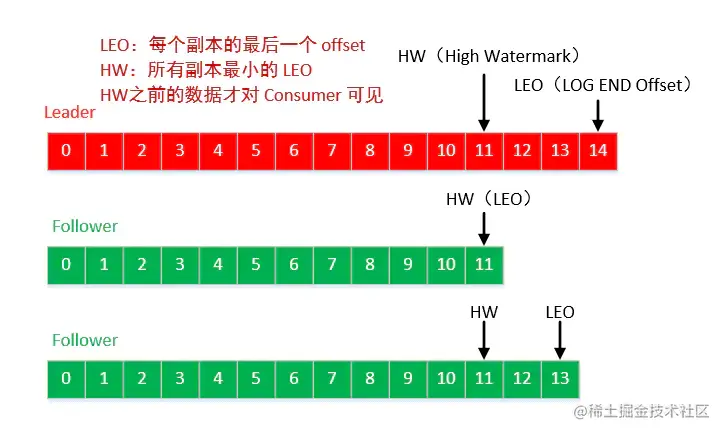 LEO：每个副本的最后一个 offset
HW：所有副本最小的 LEO
HW之前的数据才对 Consumer 可见
HW（High Watermark）
LEO（LOG END Offset）
Leader
0 1 2 3 4 5 6 7 8 9 10 11 12 13 14
HW（LEO）
Follower
0 1 2 3 4 5 6 7 8 9 10 11
HW LEO
Follower
0 1 2 3 4 5 6 7 8 9 10 11 12 13
@稀土掘金技术社区